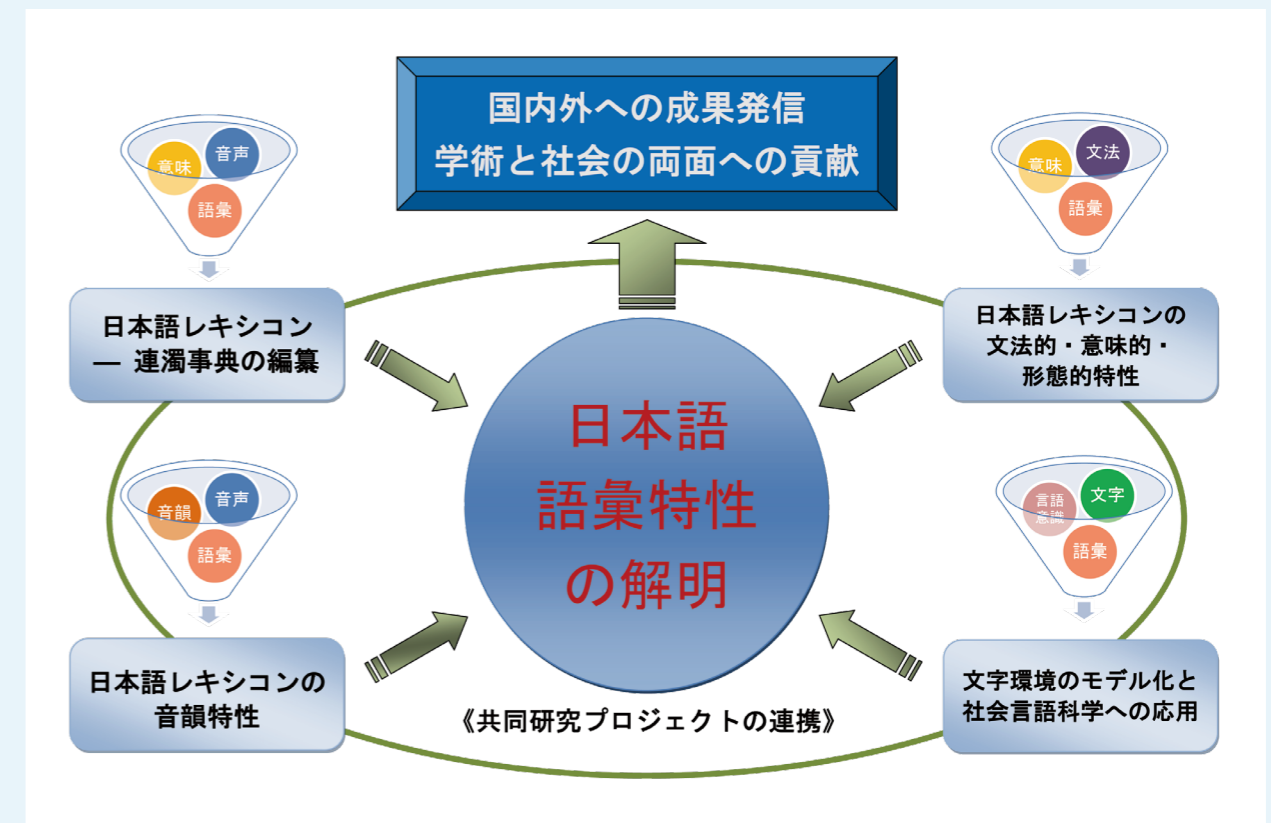 国内外への成果発信
学術と社会の両面への貢献
意味
音声
語彙
日本語レキシコン
― 連濁事典の編纂
意味
文法
語彙
日本語レキシコンの
文法的・意味的・
形態的特性
日本語
語彙特性
の解明
音韻
音声
語彙
日本語レキシコンの
音韻特性
言語
意識
文字
語彙
文字環境のモデル化と
社会言語科学への応用
《共同研究プロジェクトの連携》